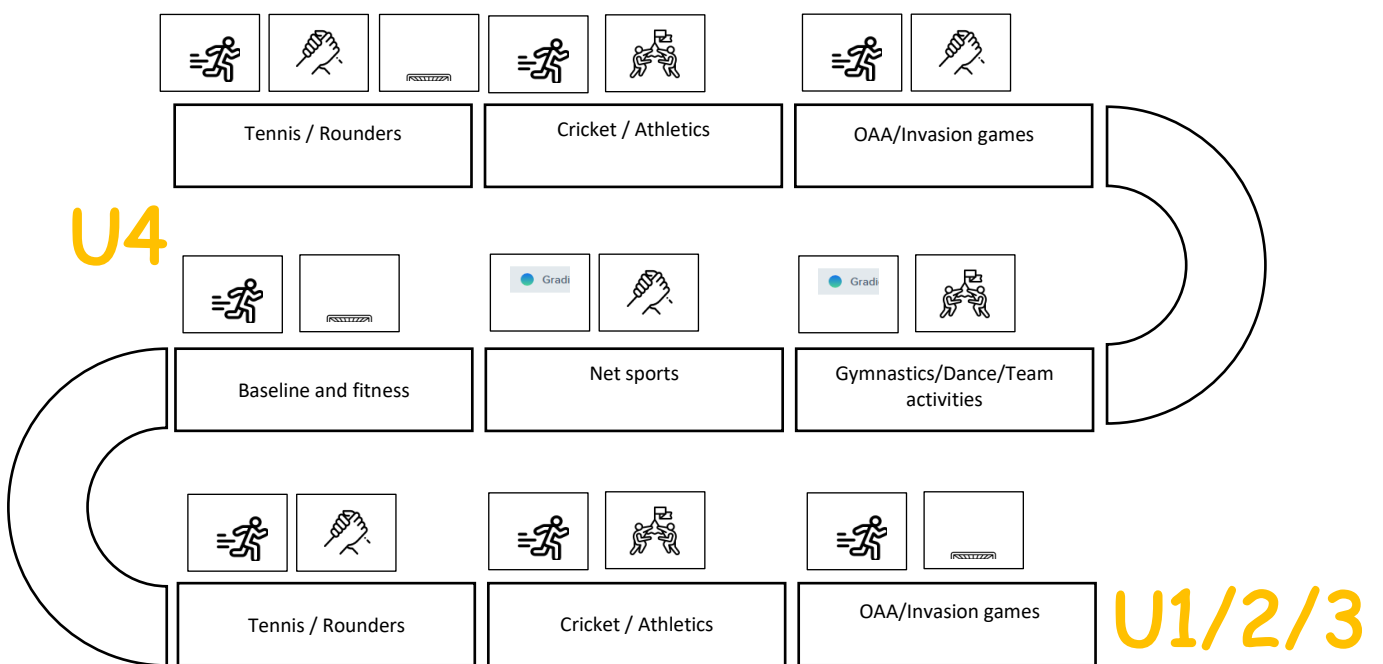 Tennis / Rounders
Cricket / Athletics
OAA/Invasion games
U4
Gradi
Gradi
Baseline and fitness
Net sports
Gymnastics/Dance/Team
activities
Tennis / Rounders
Cricket / Athletics
OAA/Invasion games
U1/2/3